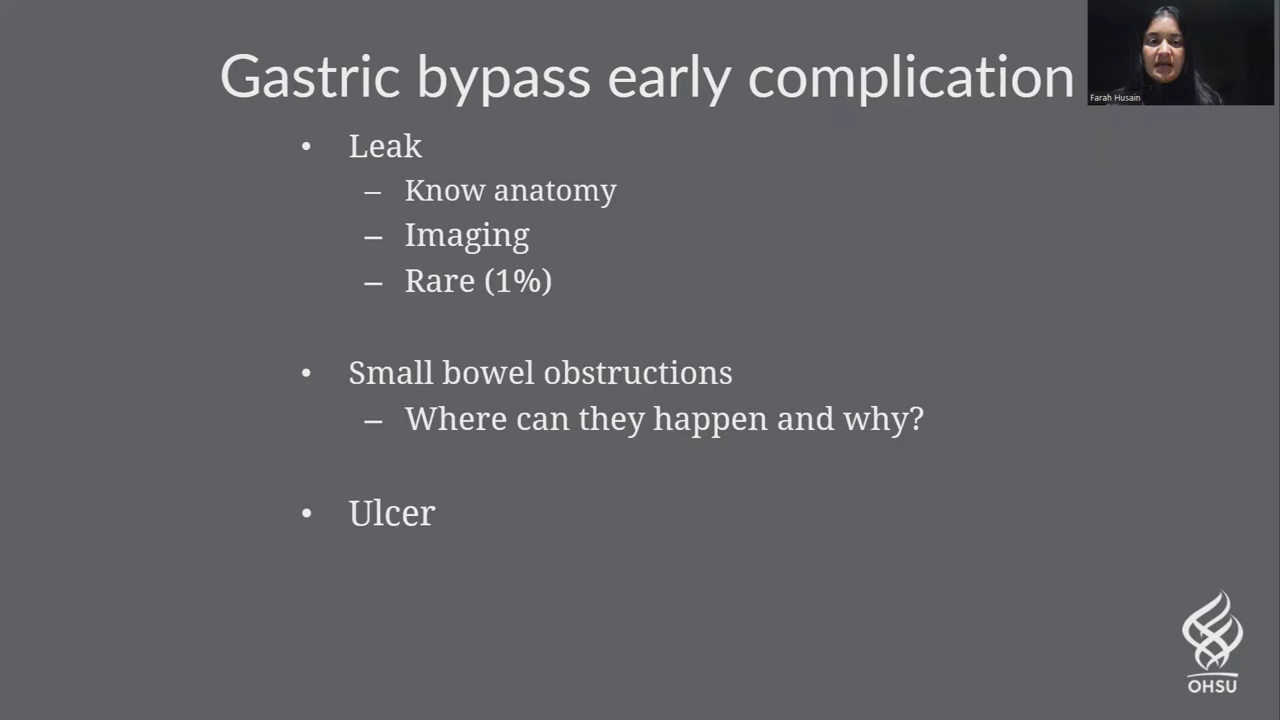 Gastric bypass early complication
Farah Husain
• Leak
– Know anatomy
– Imaging
– Rare (1%)
• Small bowel obstructions
– Where can they happen and why?
• Ulcer
OHSU